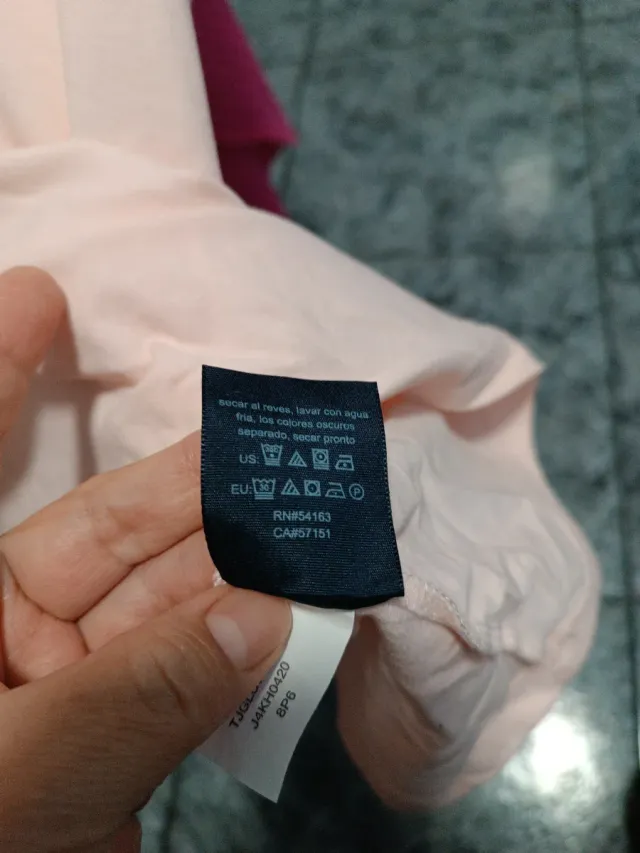 secar al reves, lavar con agua
fria, los colores oscuros
separado, secar pronto
US:
EU: 30 P
RN#54163
CA#57151
J4KH0420
8P6